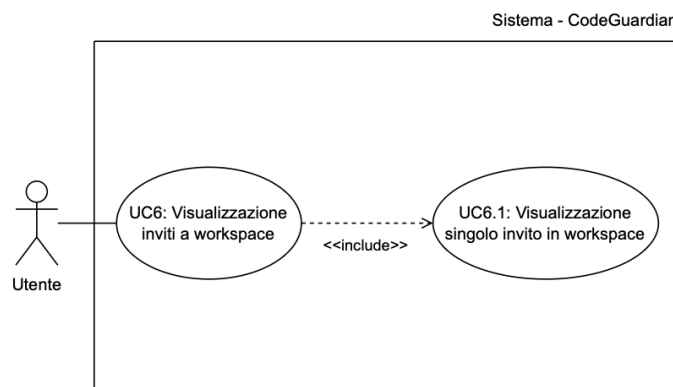 Sistema - CodeGuardian
UC6: Visualizzazione
inviti a workspace
UC6.1: Visualizzazione
singolo invito in workspace
<<include>>
Utente